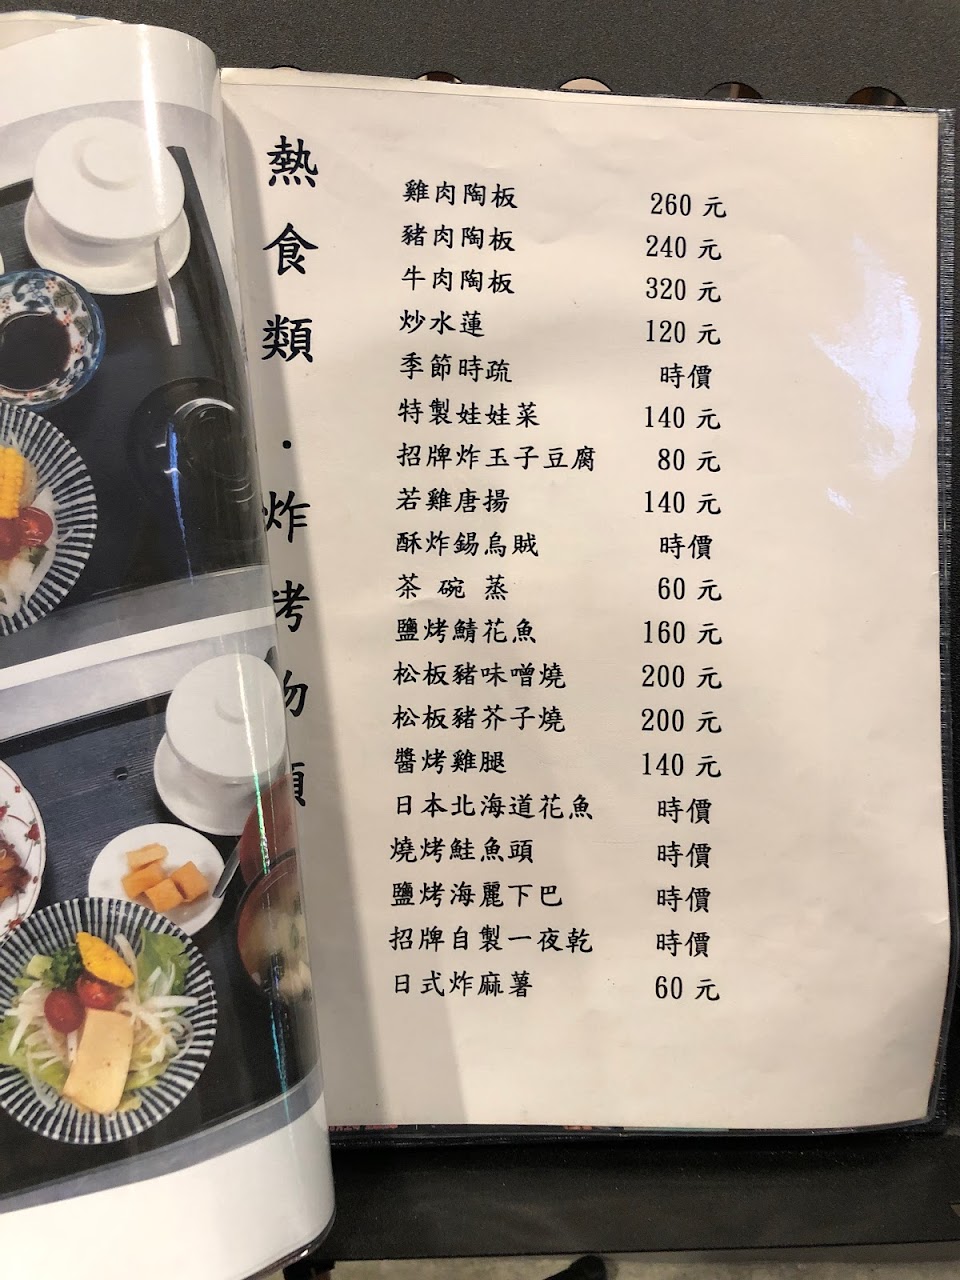 熱食類．炸烤物類
雞肉陶板 260 元
豬肉陶板 240 元
牛肉陶板 320 元
炒水蓮 120 元
季節時疏 時價
特製娃娃菜 140 元
招牌炸玉子豆腐 80 元
若雞唐揚 140 元
酥炸錫烏賊 時價
茶碗蒸 60 元
鹽烤鯖花魚 160 元
松板豬味噌燒 200 元
松板豬芥子燒 200 元
醬烤雞腿 140 元
日本北海道花魚 時價
燒烤鮭魚頭 時價
鹽烤海麗下巴 時價
招牌自製一夜乾 時價
日式炸麻薯 60 元